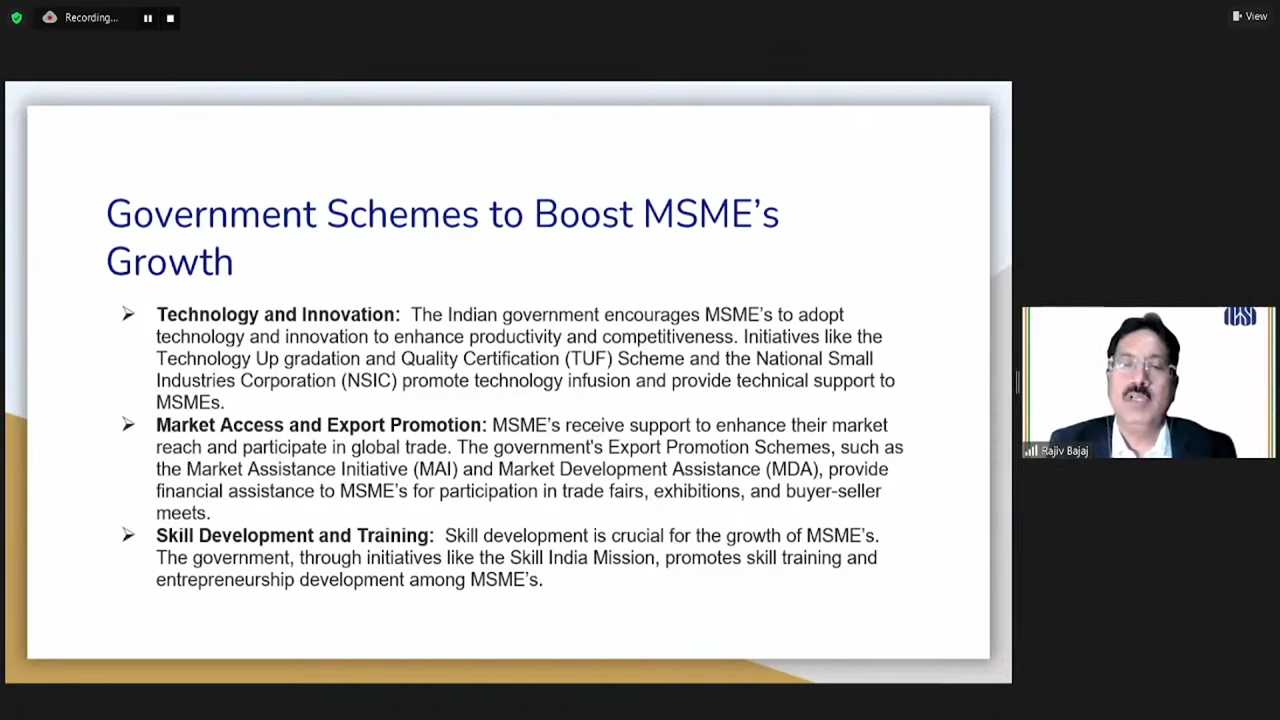 Recording...
View
Government Schemes to Boost MSME’s
Growth
➢ Technology and Innovation: The Indian government encourages MSME’s to adopt
technology and innovation to enhance productivity and competitiveness. Initiatives like the
Technology Up gradation and Quality Certification (TUF) Scheme and the National Small
Industries Corporation (NSIC) promote technology infusion and provide technical support to
MSMEs.
➢ Market Access and Export Promotion: MSME’s receive support to enhance their market
reach and participate in global trade. The government's Export Promotion Schemes, such as
the Market Assistance Initiative (MAI) and Market Development Assistance (MDA), provide
financial assistance to MSME’s for participation in trade fairs, exhibitions, and buyer-seller
meets.
➢ Skill Development and Training: Skill development is crucial for the growth of MSME’s.
The government, through initiatives like the Skill India Mission, promotes skill training and
entrepreneurship development among MSME’s.
Rajiv Bajaj